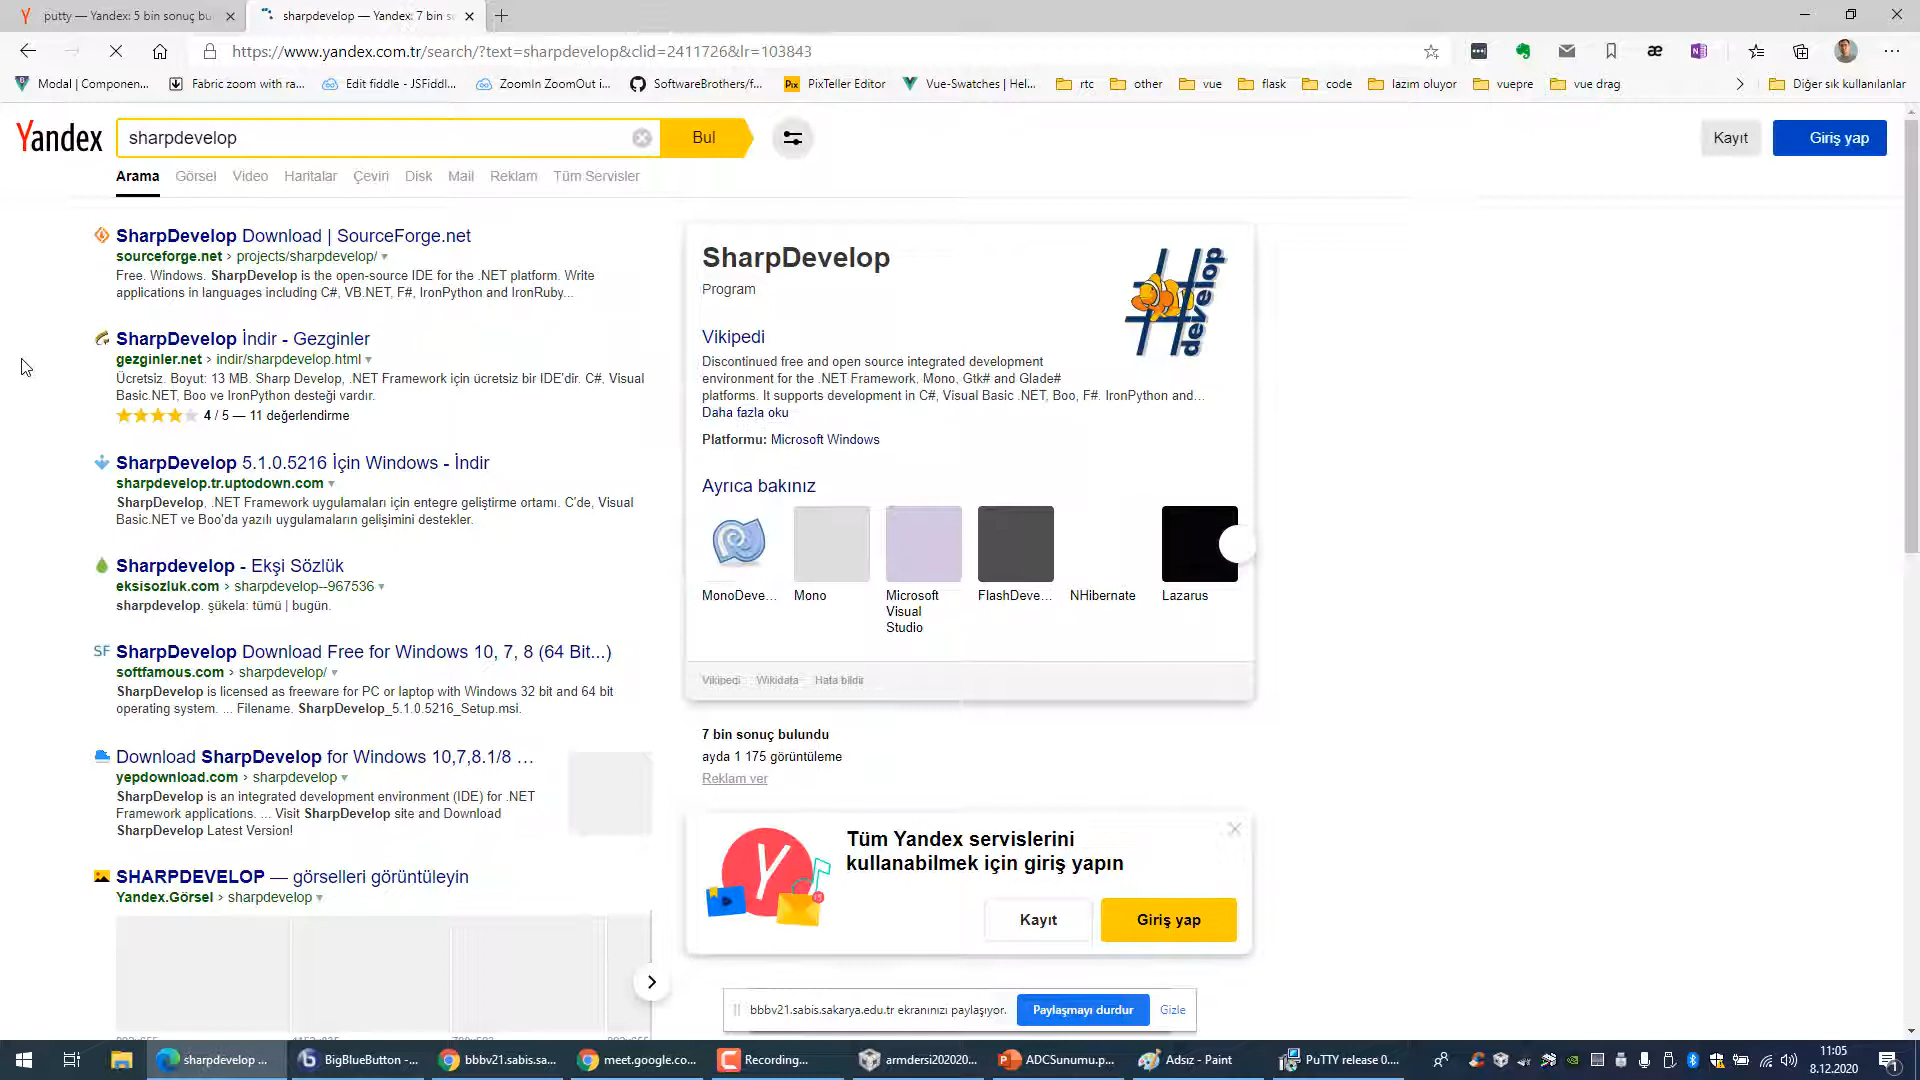 putty — Yandex: 5 bin sonuç bu
sharpdevelop — Yandex: 7 bin s
https://www.yandex.com.tr/search/?text=sharpdevelop&clid=2411726&lr=103843
Modal | Componen...
Fabric zoom with ra...
Edit fiddle - JSFiddl...
ZoomIn ZoomOut i...
SoftwareBrothers/f...
PixTeller Editor
Vue-Swatches | Hel...
rtc
other
vue
flask
code
lazım oluyor
vuepre
vue drag
Diğer sık kullanılanlar
Yandex
sharpdevelop
Bul
Kayıt
Giriş yap
Arama
Görsel
Video
Haritalar
Çeviri
Disk
Mail
Reklam
Tüm Servisler
SharpDevelop Download | SourceForge.net
sourceforge.net › projects/sharpdevelop/
Free. Windows. SharpDevelop is the open-source IDE for the .NET platform. Write
applications in languages including C#, VB.NET, F#, IronPython and IronRuby...
SharpDevelop İndir - Gezginler
gezginler.net › indir/sharpdevelop.html
Ücretsiz. Boyut: 13 MB. Sharp Develop, .NET Framework için ücretsiz bir IDE'dir. C#, Visual
Basic.NET, Boo ve IronPython desteği vardır.
4 / 5 — 11 değerlendirme
SharpDevelop 5.1.0.5216 İçin Windows - İndir
sharpdevelop.tr.uptodown.com
SharpDevelop, .NET Framework uygulamaları için entegre geliştirme ortamı. C'de, Visual
Basic.NET ve Boo'da yazılı uygulamaların gelişimini destekler.
Sharpdevelop - Ekşi Sözlük
eksisozluk.com › sharpdevelop--967536
sharpdevelop. şükela: tümü | bugün.
SF
SharpDevelop Download Free for Windows 10, 7, 8 (64 Bit...)
softfamous.com › sharpdevelop/
SharpDevelop is licensed as freeware for PC or laptop with Windows 32 bit and 64 bit
operating system. ... Filename. SharpDevelop_5.1.0.5216_Setup.msi.
Download SharpDevelop for Windows 10,7,8.1/8 ...
yepdownload.com › sharpdevelop
SharpDevelop is an integrated development environment (IDE) for .NET
Framework applications. ... Visit SharpDevelop site and Download
SharpDevelop Latest Version!
SHARPDEVELOP — görselleri görüntüleyin
Yandex.Görsel › sharpdevelop
SharpDevelop
Program
develop
Vikipedi
Discontinued free and open source integrated development
environment for the .NET Framework, Mono, Gtk# and Glade#
platforms. It supports development in C#, Visual Basic .NET, Boo, F#, IronPython and...
Daha fazla oku
Platformu: Microsoft Windows
Ayrıca bakınız
MonoDeve...
Mono
Microsoft
Visual
Studio
FlashDeve...
NHibernate
Lazarus
Vikipedi
Wikidata
Hata bildir
7 bin sonuç bulundu
ayda 1 175 görüntüleme
Reklam ver
Tüm Yandex servislerini
kullanabilmek için giriş yapın
Kayıt
Giriş yap
bbbv21.sabis.sakarya.edu.tr ekranınızı paylaşıyor.
Paylaşmayı durdur
Gizle
sharpdevelop ...
BigBlueButton -...
bbbv21.sabis.sa...
meet.google.co...
Recording...
armdersi202020...
ADCSunumu.p...
Adsız - Paint
PuTTY release 0....
11:05
8.12.2020